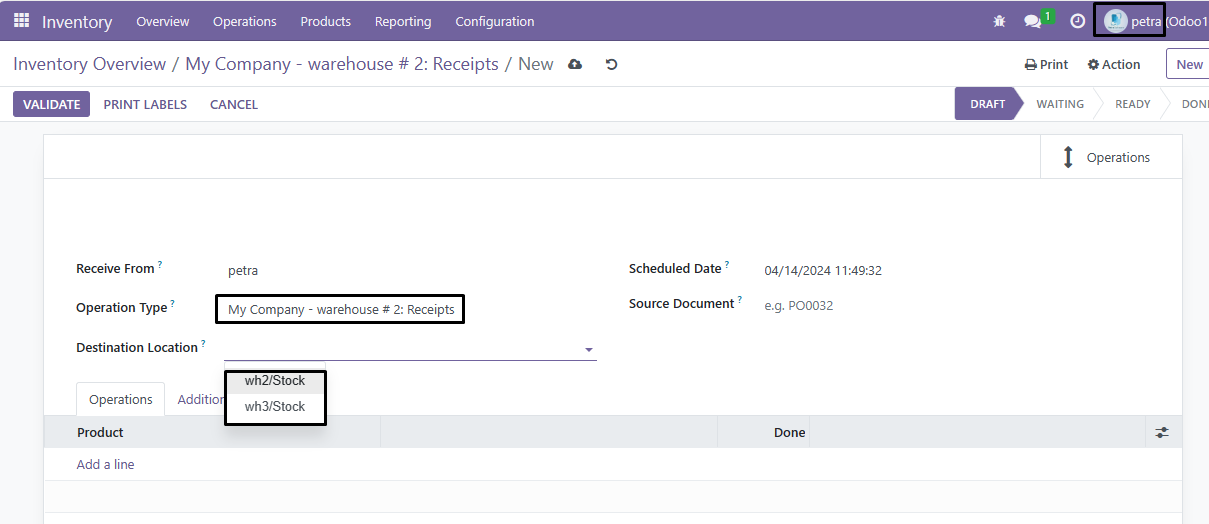 Inventory Overview Operations Products Reporting Configuration 1 petra (Odoo1
Inventory Overview / My Company - warehouse # 2: Receipts / New Print Action New
VALIDATE PRINT LABELS CANCEL DRAFT WAITING READY DON
Operations
Receive From ? petra Scheduled Date ? 04/14/2024 11:49:32
Operation Type ? My Company - warehouse # 2: Receipts Source Document ? e.g. PO0032
Destination Location ?
wh2/Stock
Operations Addition
wh3/Stock
Product Done
Add a line